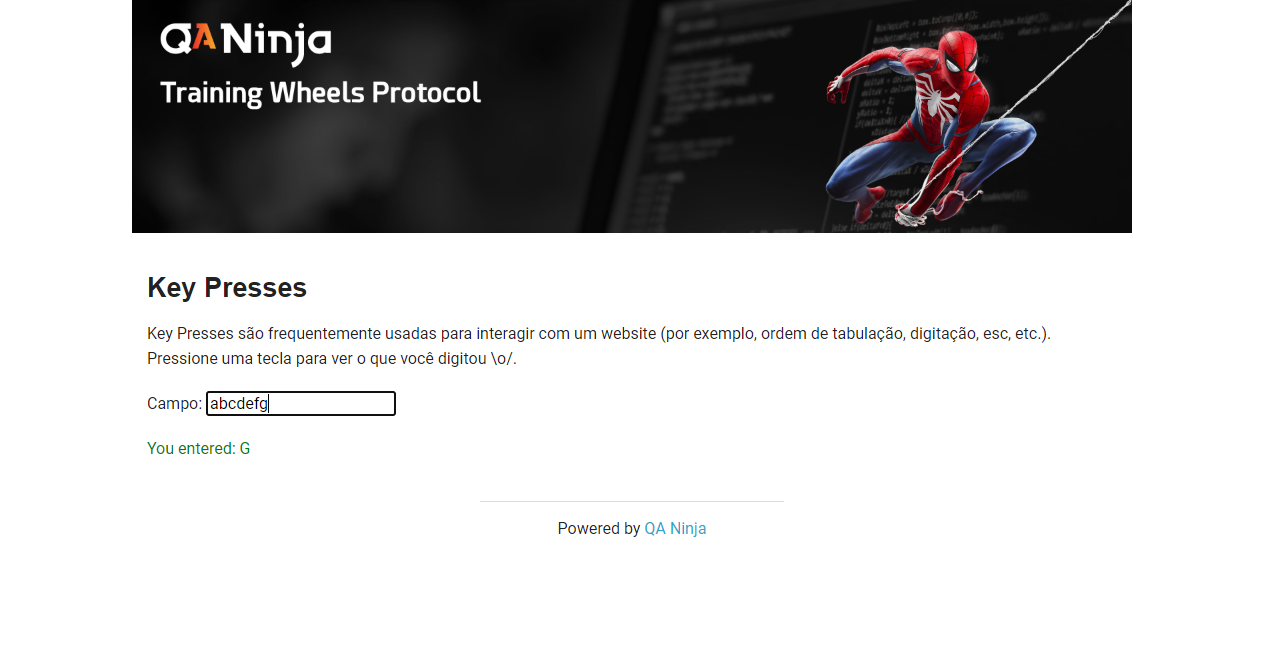 QANinja
Training Wheels Protocol
Key Presses
Key Presses são frequentemente usadas para interagir com um website (por exemplo, ordem de tabulação, digitação, esc, etc.).
Pressione uma tecla para ver o que você digitou \o/.
Campo: abcdefg
You entered: G
Powered by QA Ninja